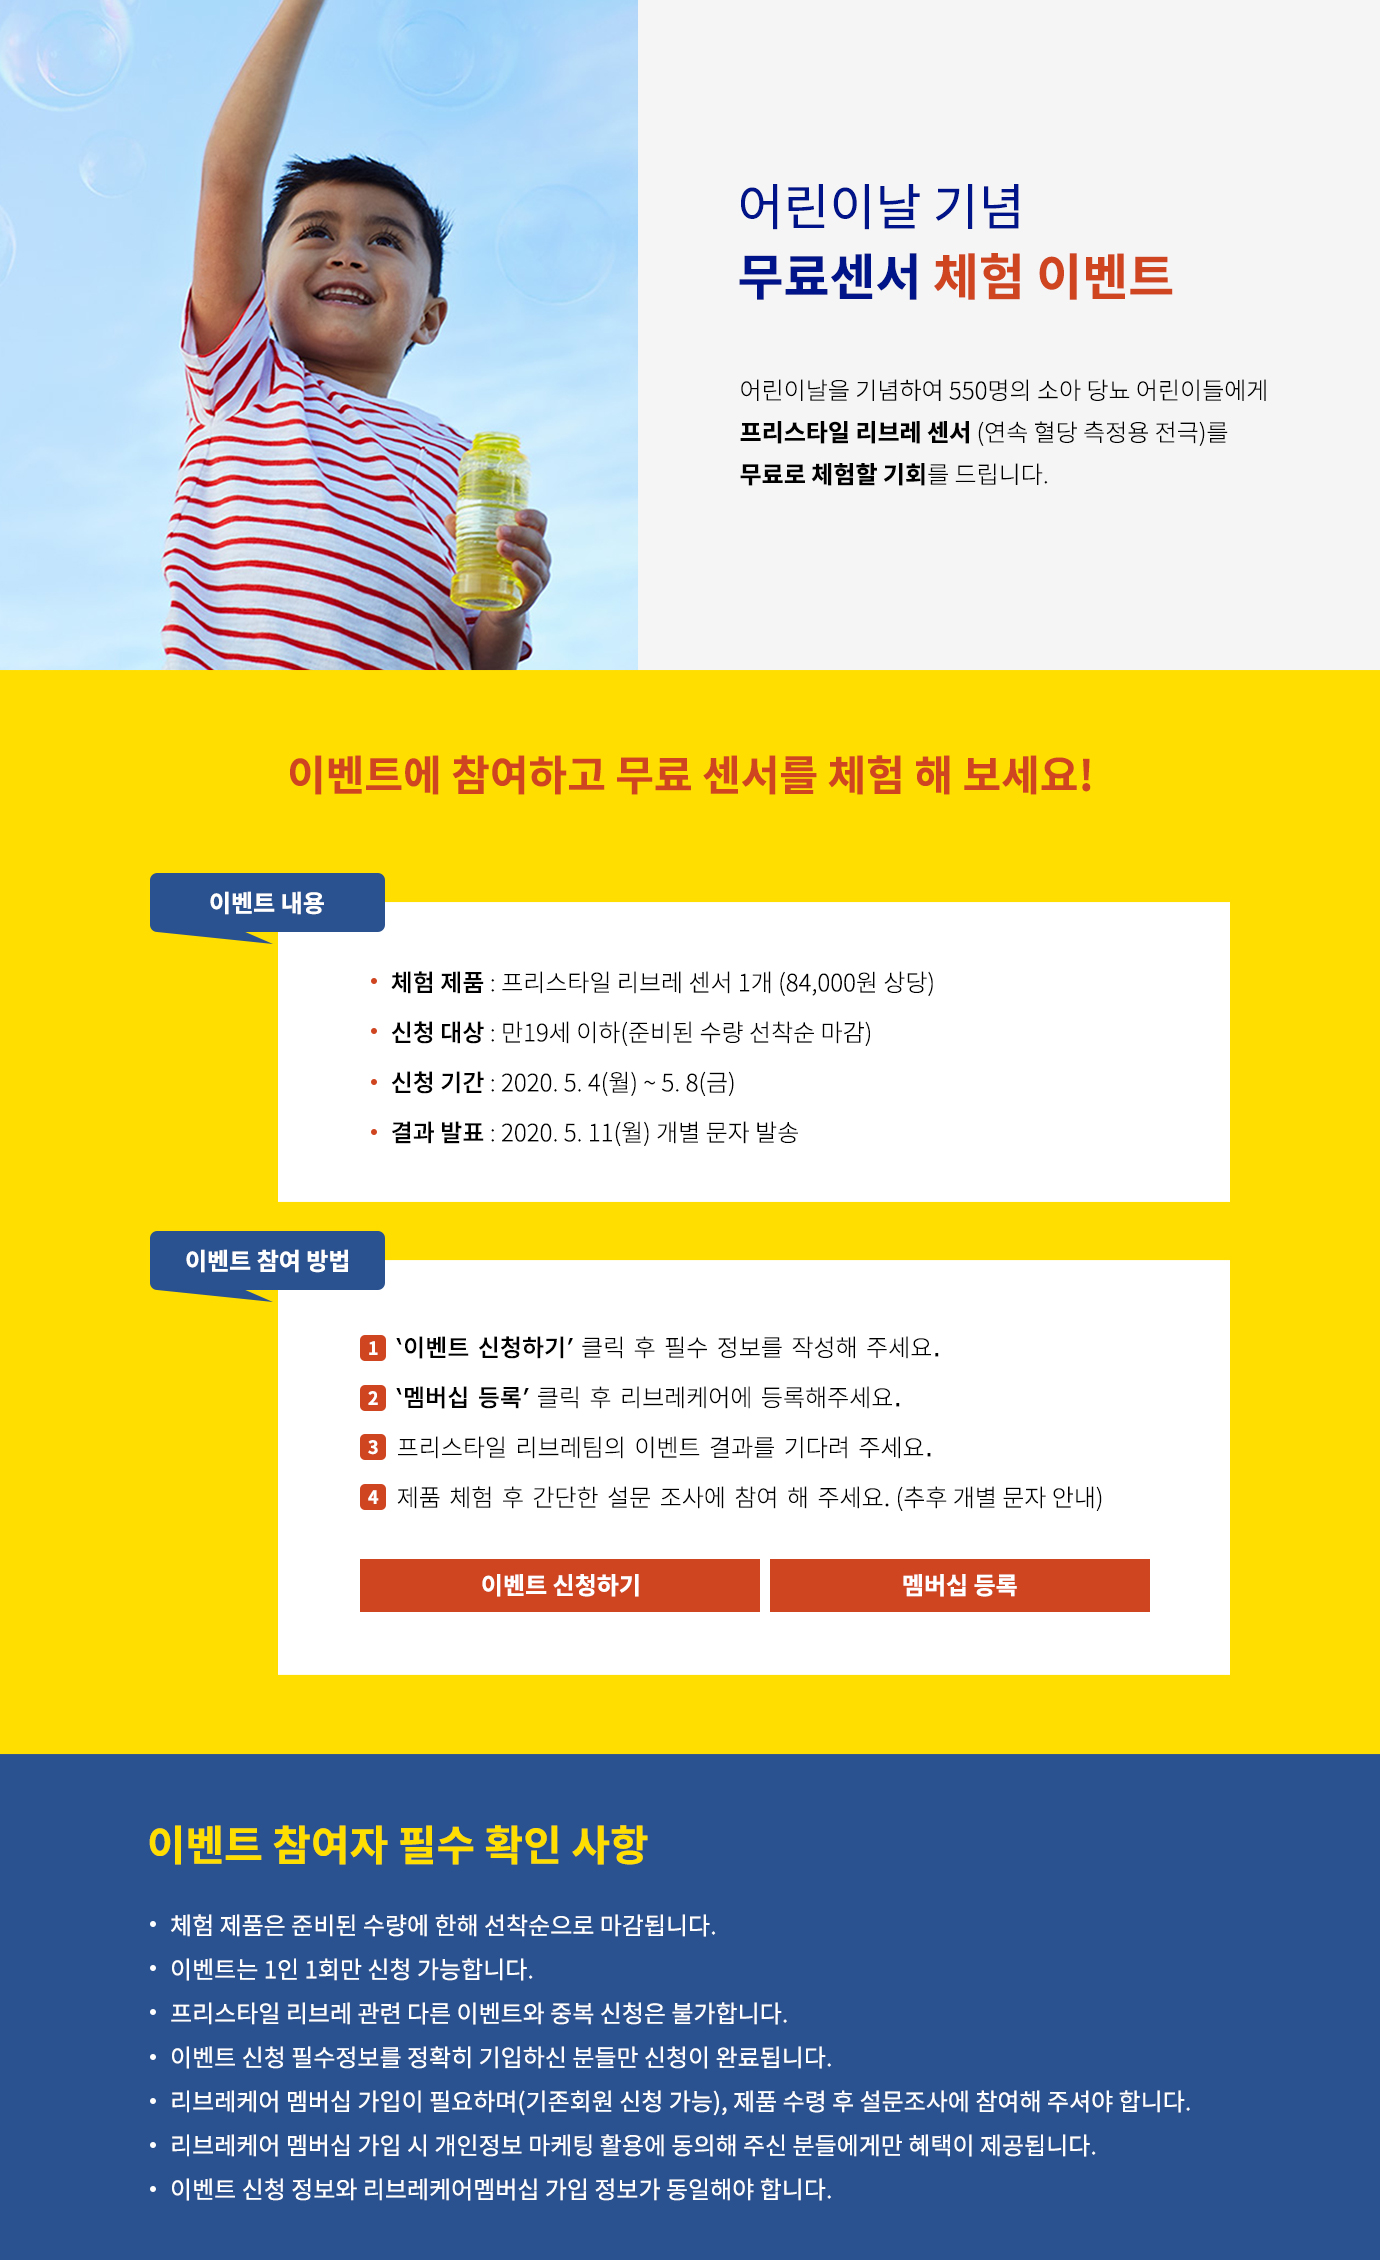 어린이날 기념
무료센서 체험 이벤트
어린이날을 기념하여 550명의 소아 당뇨 어린이들에게
프리스타일 리브레 센서 (연속 혈당 측정용 전극)를
무료로 체험할 기회를 드립니다.
이벤트에 참여하고 무료 센서를 체험 해 보세요!
이벤트 내용
• 체험 제품 : 프리스타일 리브레 센서 1개 (84,000원 상당)
• 신청 대상 : 만19세 이하(준비된 수량 선착순 마감)
• 신청 기간 : 2020. 5. 4(월) ~ 5. 8(금)
• 결과 발표 : 2020. 5. 11(월) 개별 문자 발송
이벤트 참여 방법
1 ‘이벤트 신청하기’ 클릭 후 필수 정보를 작성해 주세요.
2 ‘멤버십 등록’ 클릭 후 리브레케어에 등록해주세요.
3 프리스타일 리브레팀의 이벤트 결과를 기다려 주세요.
4 제품 체험 후 간단한 설문 조사에 참여 해 주세요. (추후 개별 문자 안내)
이벤트 신청하기 멤버십 등록
이벤트 참여자 필수 확인 사항
• 체험 제품은 준비된 수량에 한해 선착순으로 마감됩니다.
• 이벤트는 1인 1회만 신청 가능합니다.
• 프리스타일 리브레 관련 다른 이벤트와 중복 신청은 불가합니다.
• 이벤트 신청 필수정보를 정확히 기입하신 분들만 신청이 완료됩니다.
• 리브레케어 멤버십 가입이 필요하며(기존회원 신청 가능), 제품 수령 후 설문조사에 참여해 주셔야 합니다.
• 리브레케어 멤버십 가입 시 개인정보 마케팅 활용에 동의해 주신 분들에게만 혜택이 제공됩니다.
• 이벤트 신청 정보와 리브레케어멤버십 가입 정보가 동일해야 합니다.